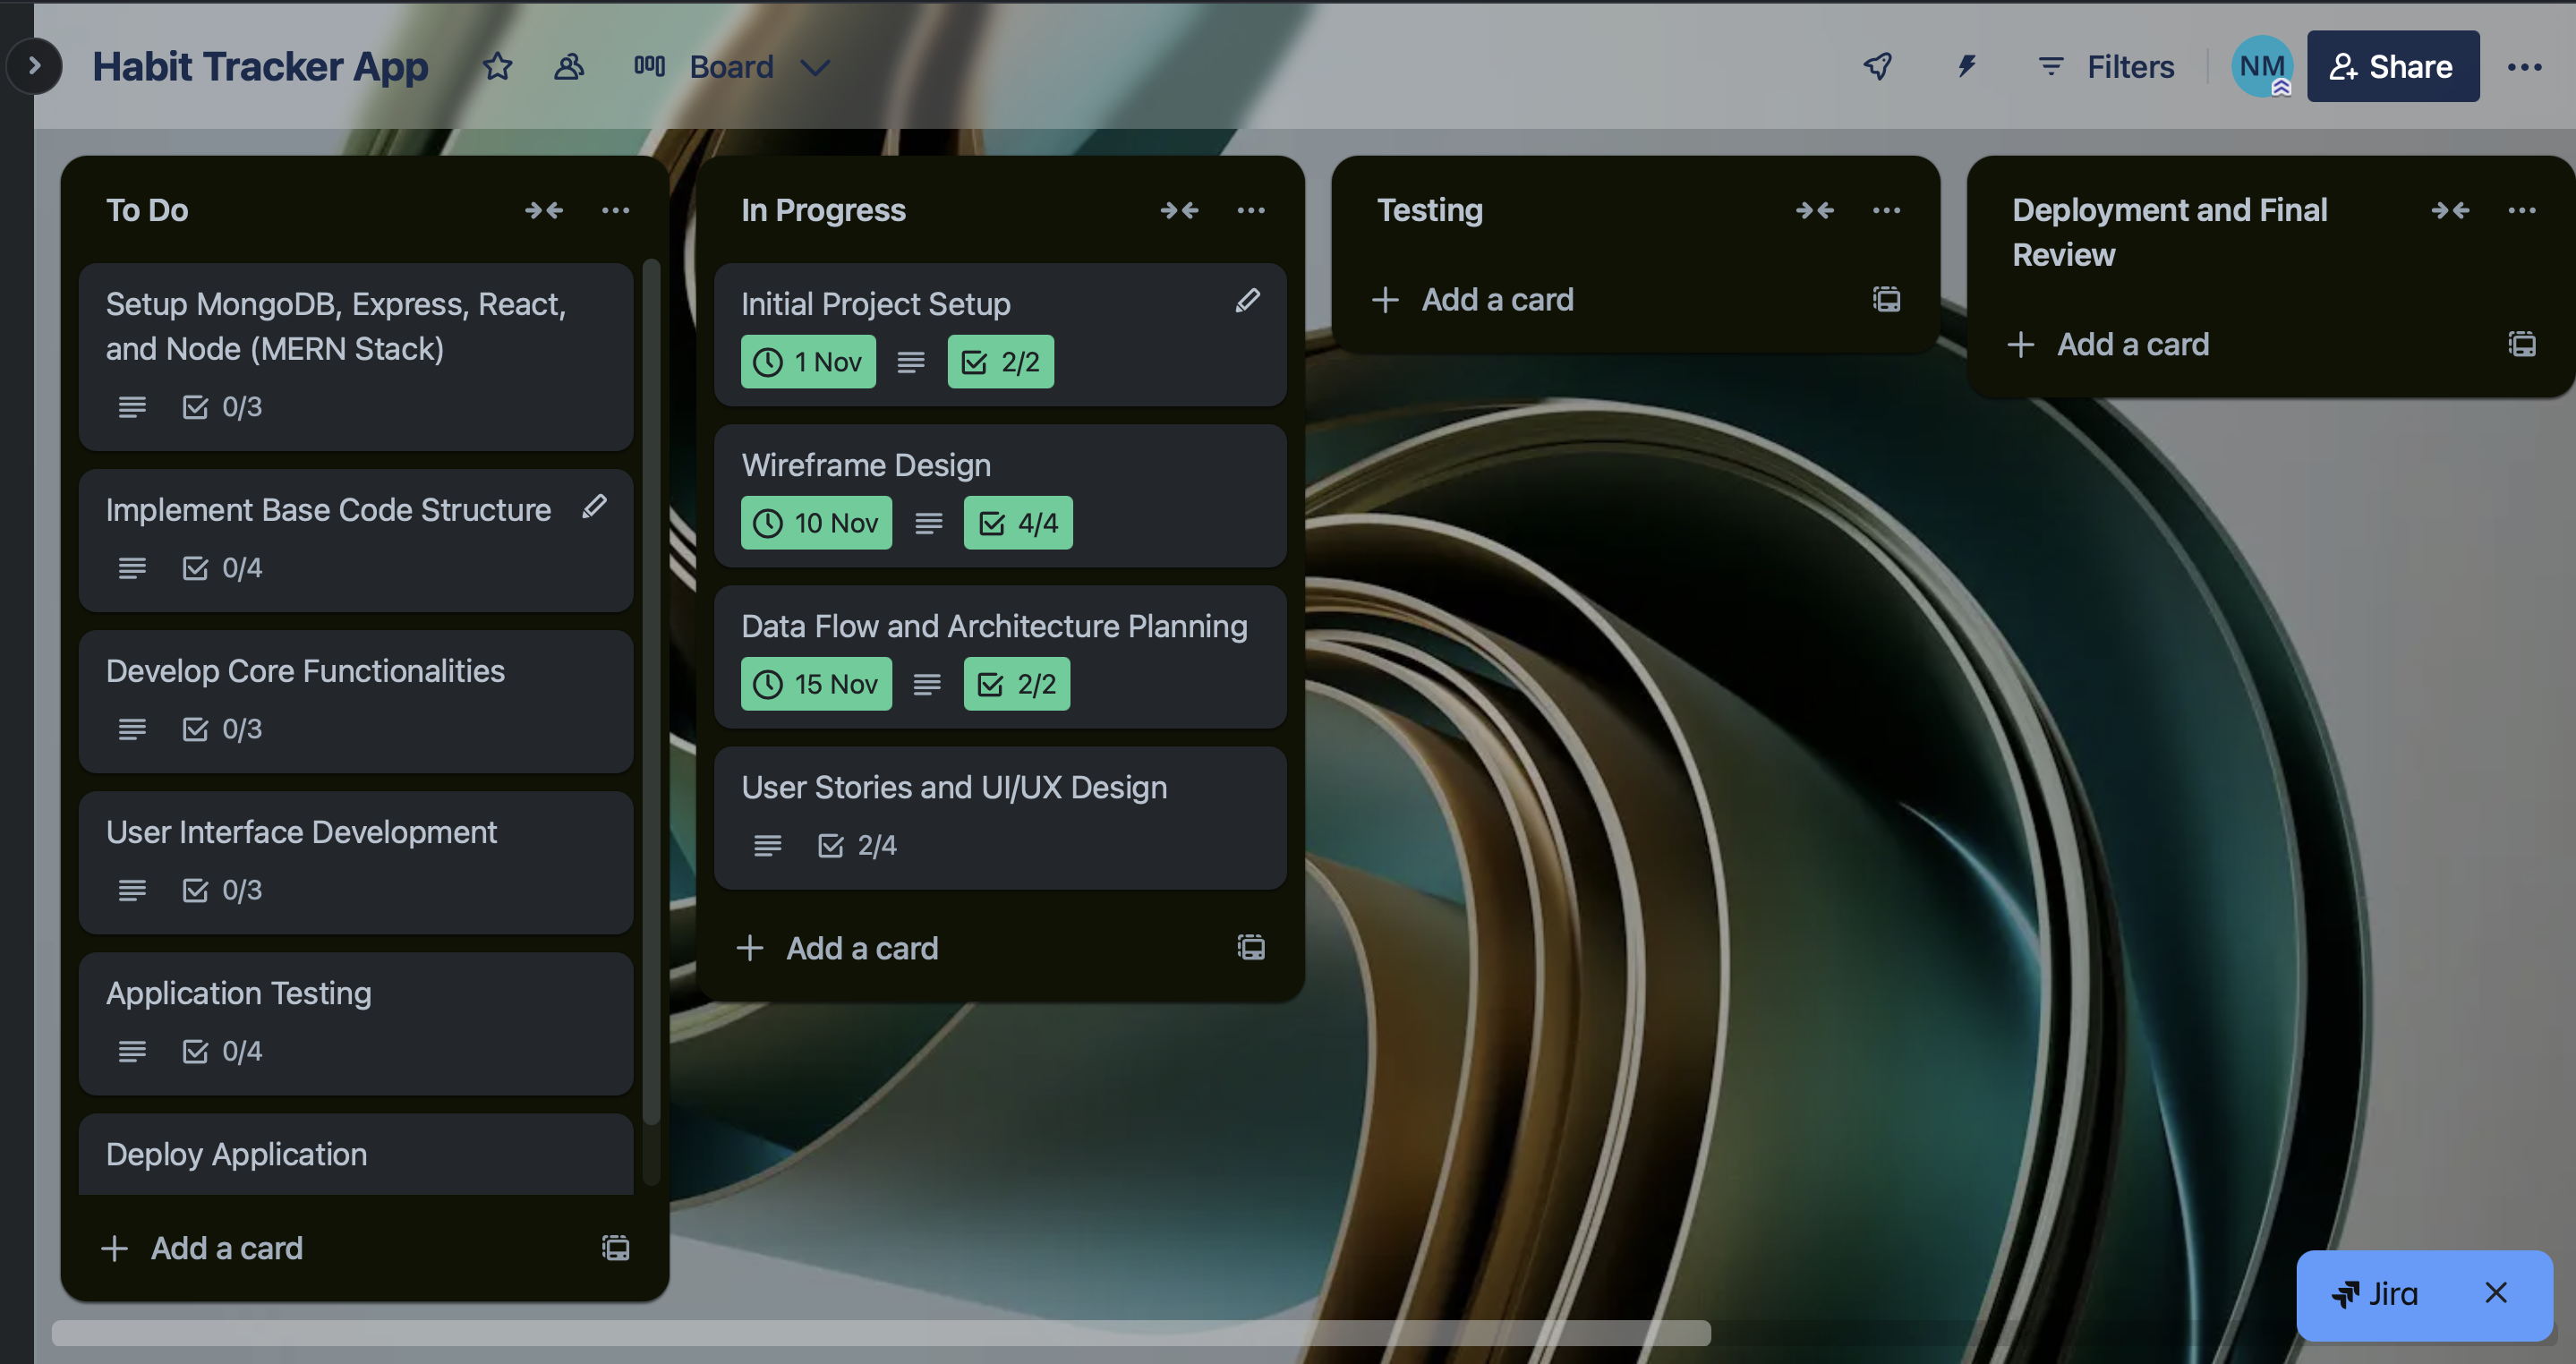 Habit Tracker App
Board
Filters
NM
Share
To Do
Setup MongoDB, Express, React,
and Node (MERN Stack)
0/3
Implement Base Code Structure
0/4
Develop Core Functionalities
0/3
User Interface Development
0/3
Application Testing
0/4
Deploy Application
Add a card
In Progress
Initial Project Setup
1 Nov 2/2
Wireframe Design
10 Nov 4/4
Data Flow and Architecture Planning
15 Nov 2/2
User Stories and UI/UX Design
2/4
Add a card
Testing
Add a card
Deployment and Final
Review
Add a card
Jira